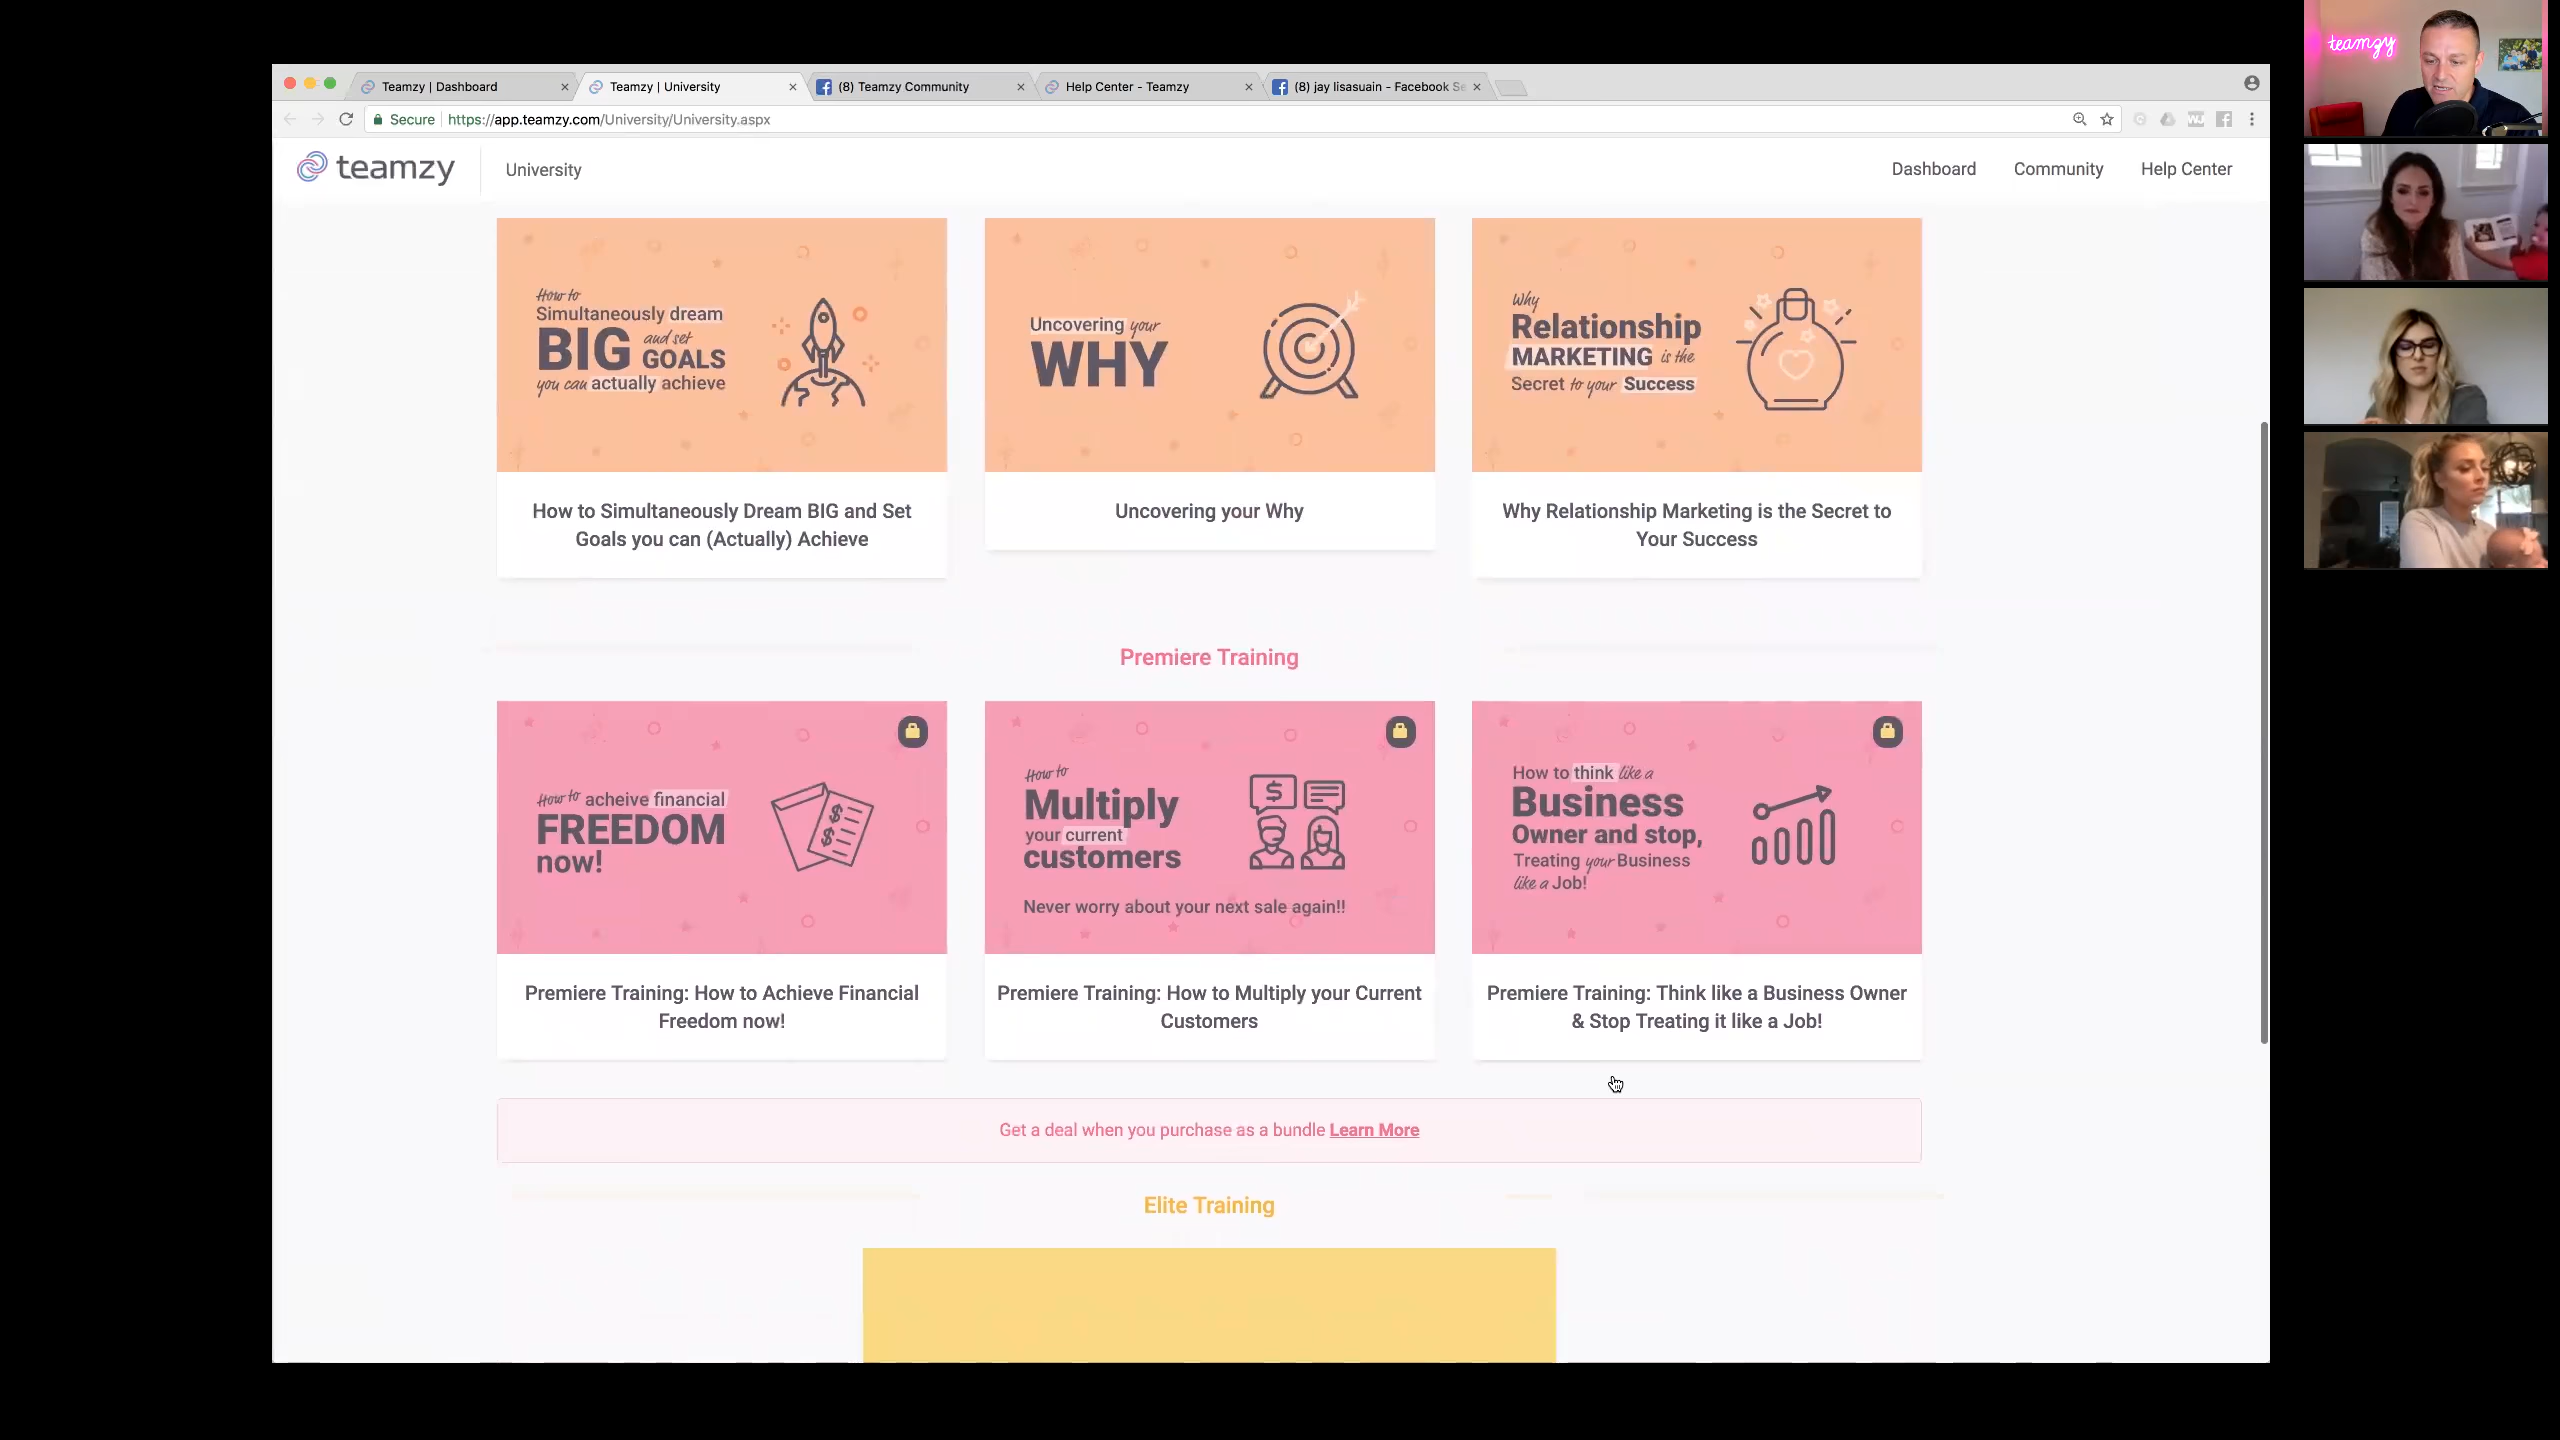 Teamzy | Dashboard
Teamzy | University
(8) Teamzy Community
Help Center - Teamzy
(8) jay lisasuain - Facebook Se
Secure
https://app.teamzy.com/University/University.aspx
teamzy
University
Dashboard
Community
Help Center
How to
Simultaneously dream
BIG and set
GOALS
you can actually achieve
Uncovering your
WHY
Why
Relationship
MARKETING is the
Secret to your Success
How to Simultaneously Dream BIG and Set
Goals you can (Actually) Achieve
Uncovering your Why
Why Relationship Marketing is the Secret to
Your Success
Premiere Training
How to acheive financial
FREEDOM
now!
How to
Multiply
your current
customers
Never worry about your next sale again!!
How to think like a
Business
Owner and stop,
Treating your Business
like a Job!
Premiere Training: How to Achieve Financial
Freedom now!
Premiere Training: How to Multiply your Current
Customers
Premiere Training: Think like a Business Owner
& Stop Treating it like a Job!
Get a deal when you purchase as a bundle Learn More
Elite Training
teamzy